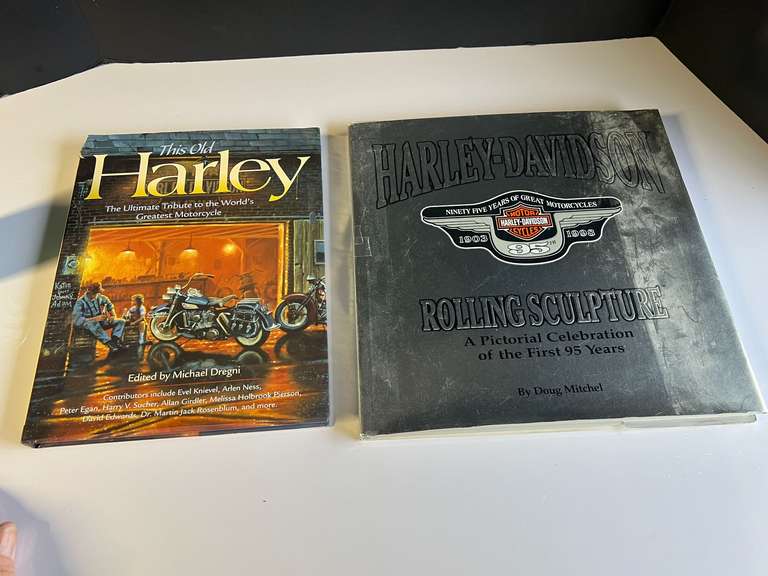 This Old
Harley
The Ultimate Tribute to the World's
Greatest Motorcycle
Edited by Michael Dregni
Contributors include Evel Knievel, Arlen Ness,
Peter Egan, Harry V. Sucher, Allan Girdler, Melissa Holbrook Pierson,
David Edwards, Dr. Martin Jack Rosenblum, and more.
HARLEY-DAVIDSON
NINETY FIVE YEARS OF GREAT MOTORCYCLES
MOTOR
HARLEY-DAVIDSON
CYCLES
1903 1998
95TH
ROLLING SCULPTURE
A Pictorial Celebration
of the First 95 Years
By Doug Mitchel